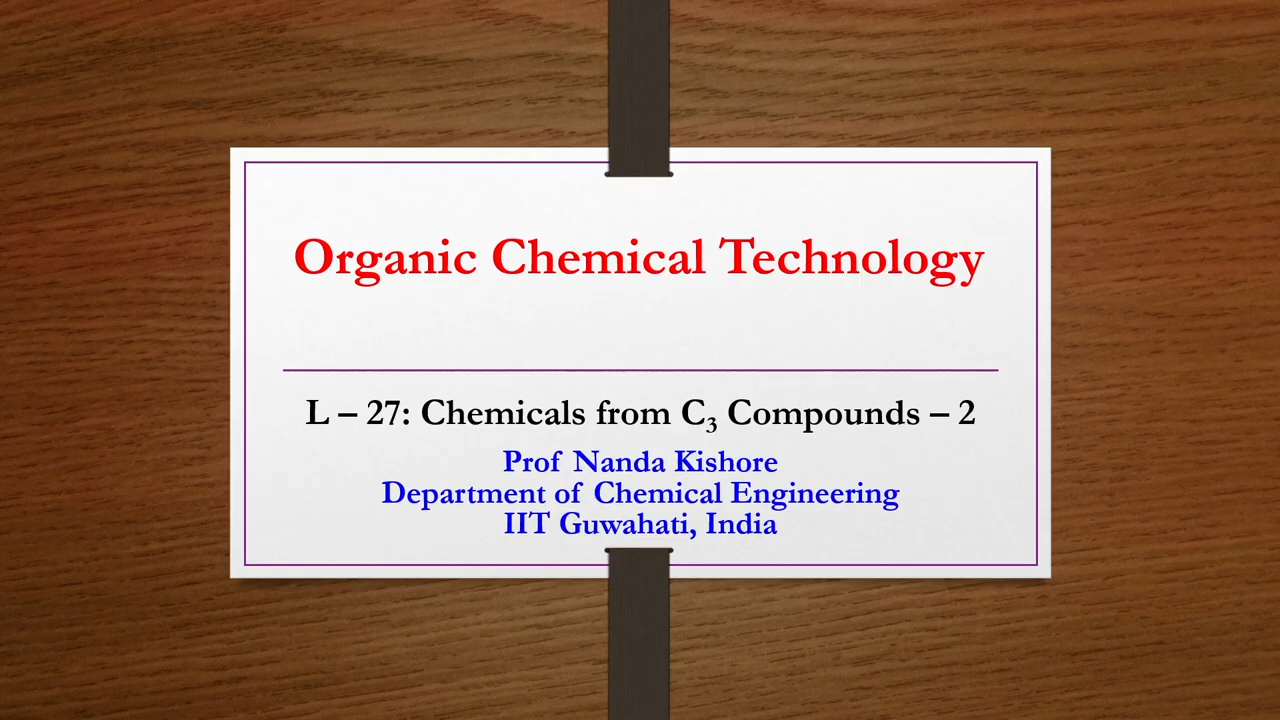 Organic Chemical Technology
L – 27: Chemicals from C₃ Compounds – 2
Prof Nanda Kishore
Department of Chemical Engineering
IIT Guwahati, India